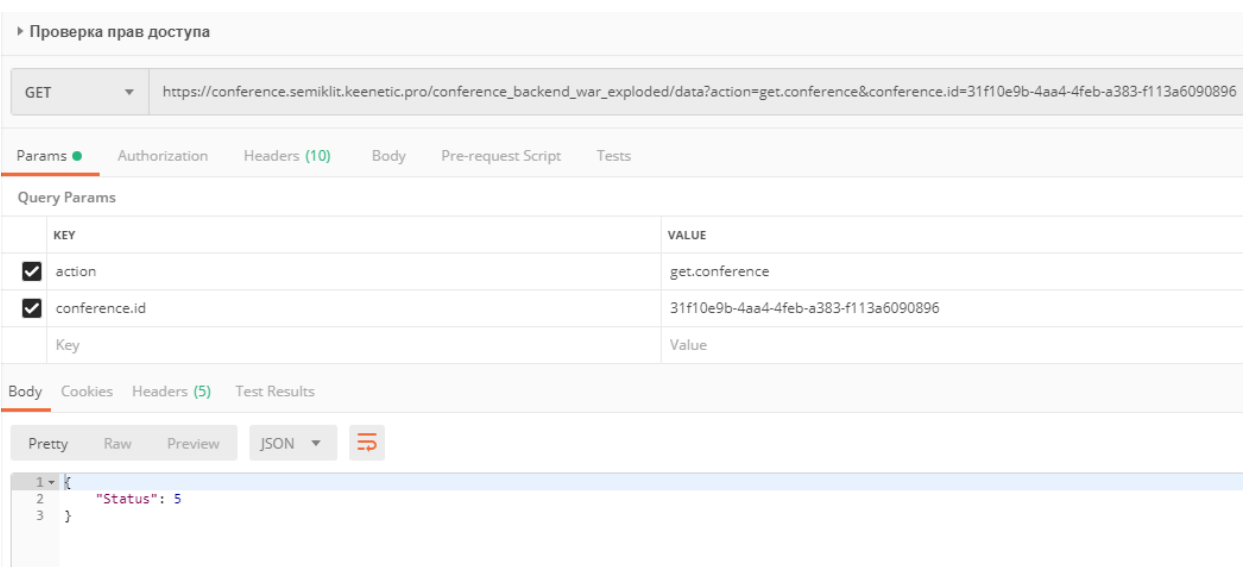 Проверка прав доступа
GET https://conference.semiklit.keenetic.pro/conference_backend_war_exploded/data?action=get.conference&conference.id=31f10e9b-4aa4-4feb-a383-f113a6090896
Params Authorization Headers (10) Body Pre-request Script Tests
Query Params
KEY VALUE
action get.conference
conference.id 31f10e9b-4aa4-4feb-a383-f113a6090896
Key Value
Body Cookies Headers (5) Test Results
Pretty Raw Preview JSON
1 {
2 "Status": 5
3 }